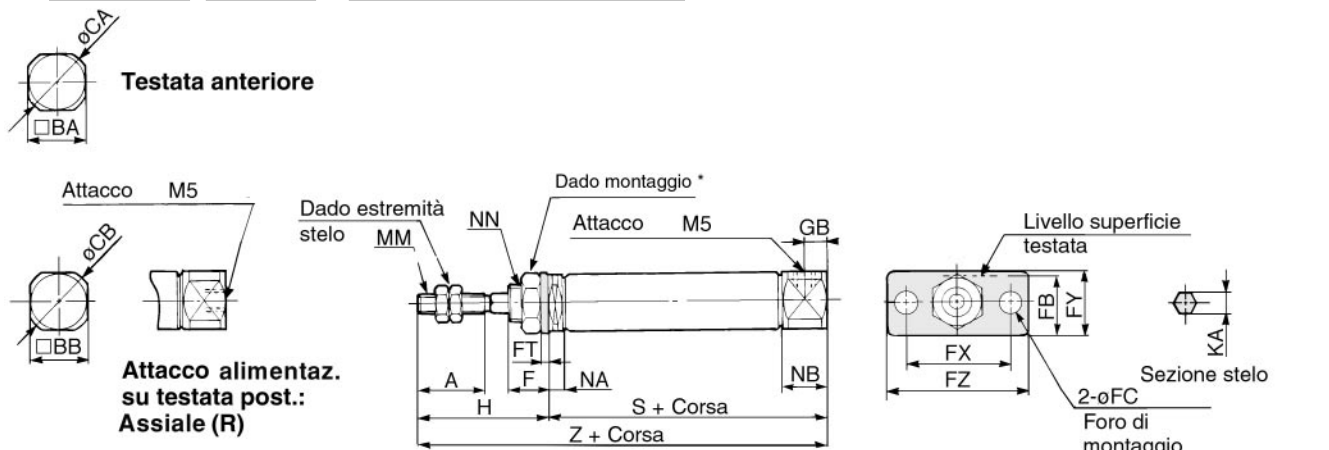 øCA
Testata anteriore
□BA
Attacco M5
øCB
□BB
Attacco alimentaz.
su testata post.:
Assiale (R)
Dado montaggio *
Dado estremità
stelo
MM
NN
Attacco M5
GB
FT
A
F
NA
NB
H
S + Corsa
Z + Corsa
Livello superficie
testata
FB
FY
FX
FZ
KA
Sezione stelo
2-øFC
Foro di
montaggio